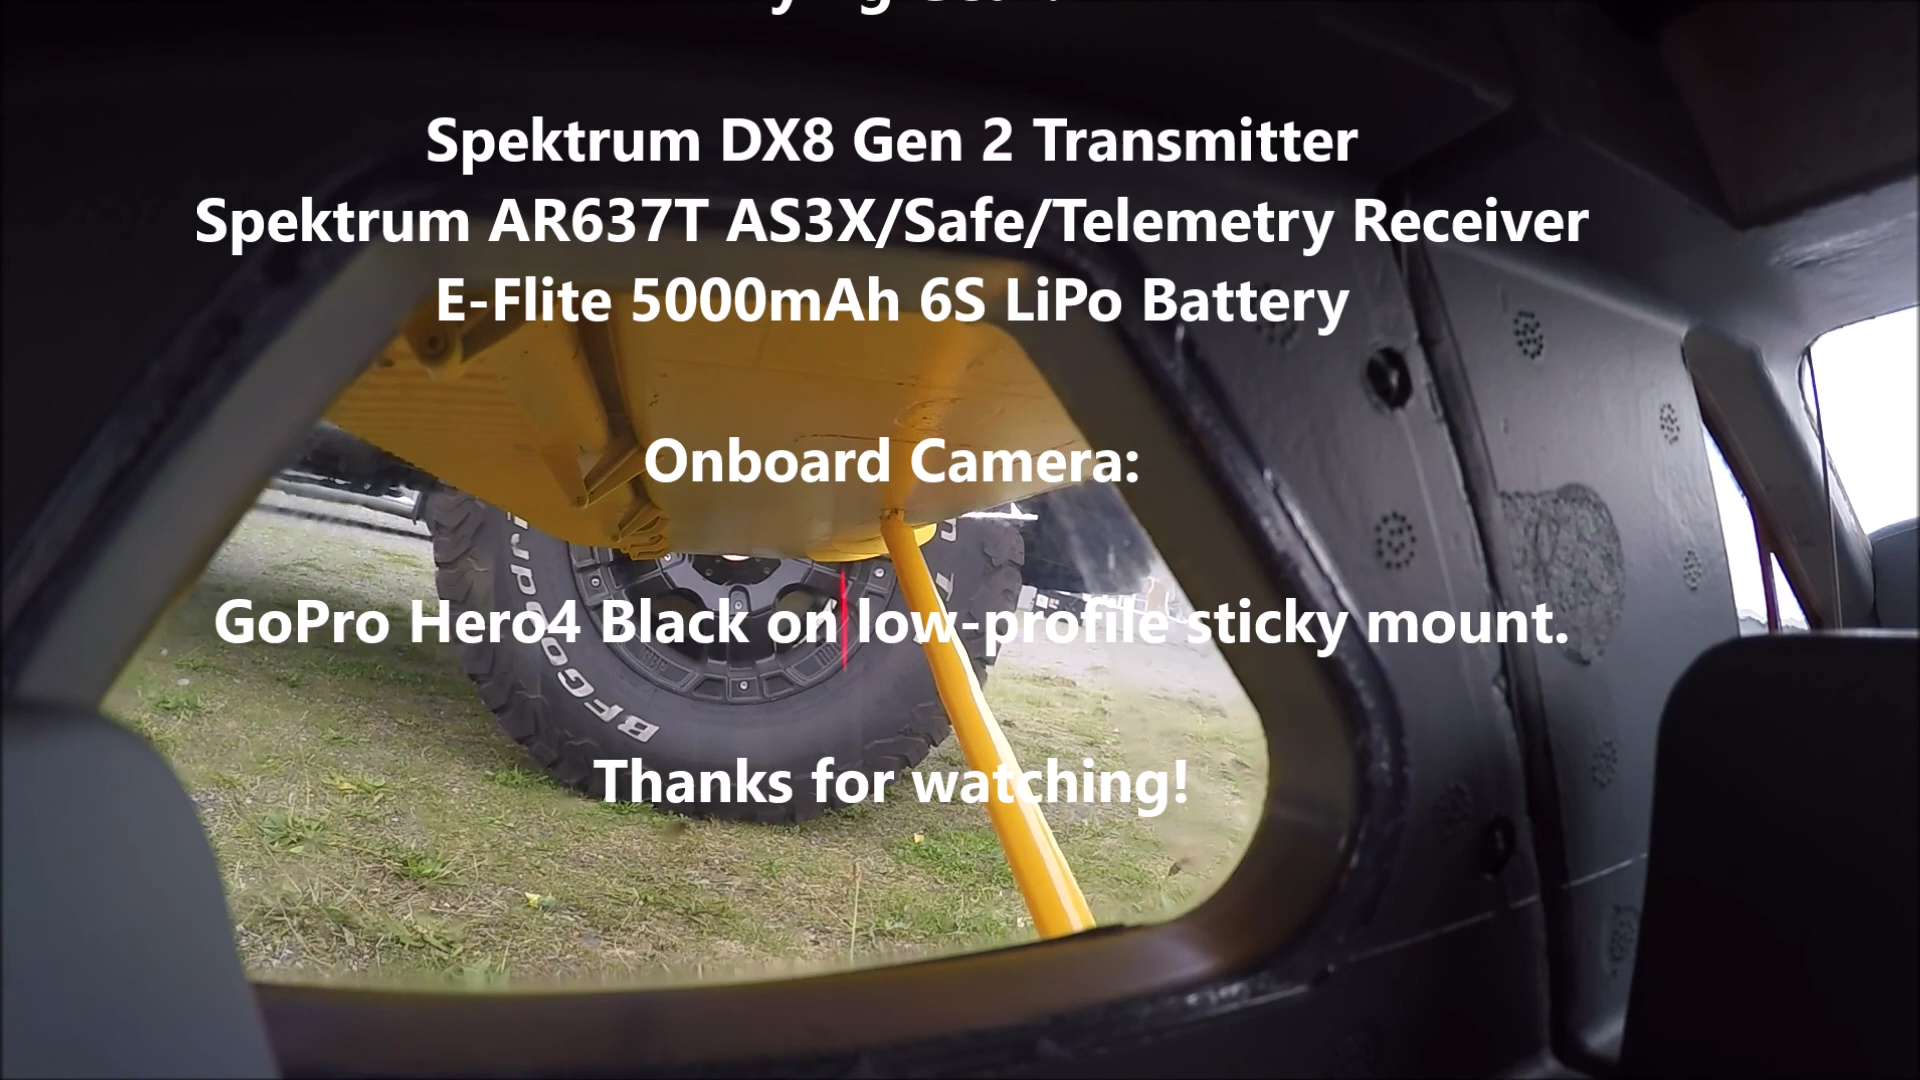 Spektrum DX8 Gen 2 Transmitter
Spektrum AR637T AS3X/Safe/Telemetry Receiver
E-Flite 5000mAh 6S LiPo Battery
Onboard Camera:
GoPro Hero4 Black on low-profile sticky mount.
Thanks for watching!
BFGoodri